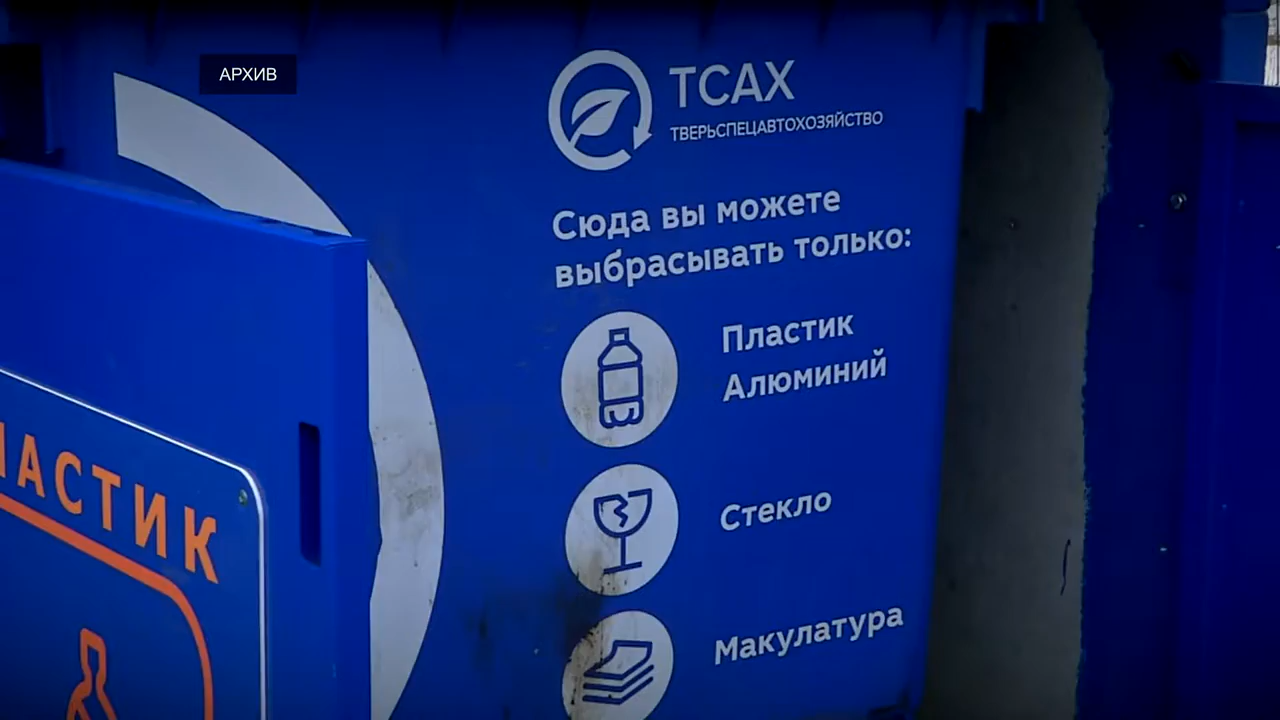 АРХИВ
ТСАХ
ТВЕРЬСПЕЦАВТОХОЗЯЙСТВО
Сюда вы можете
выбрасывать только:
Пластик
Алюминий
Стекло
Макулатура
ЛАСТИК